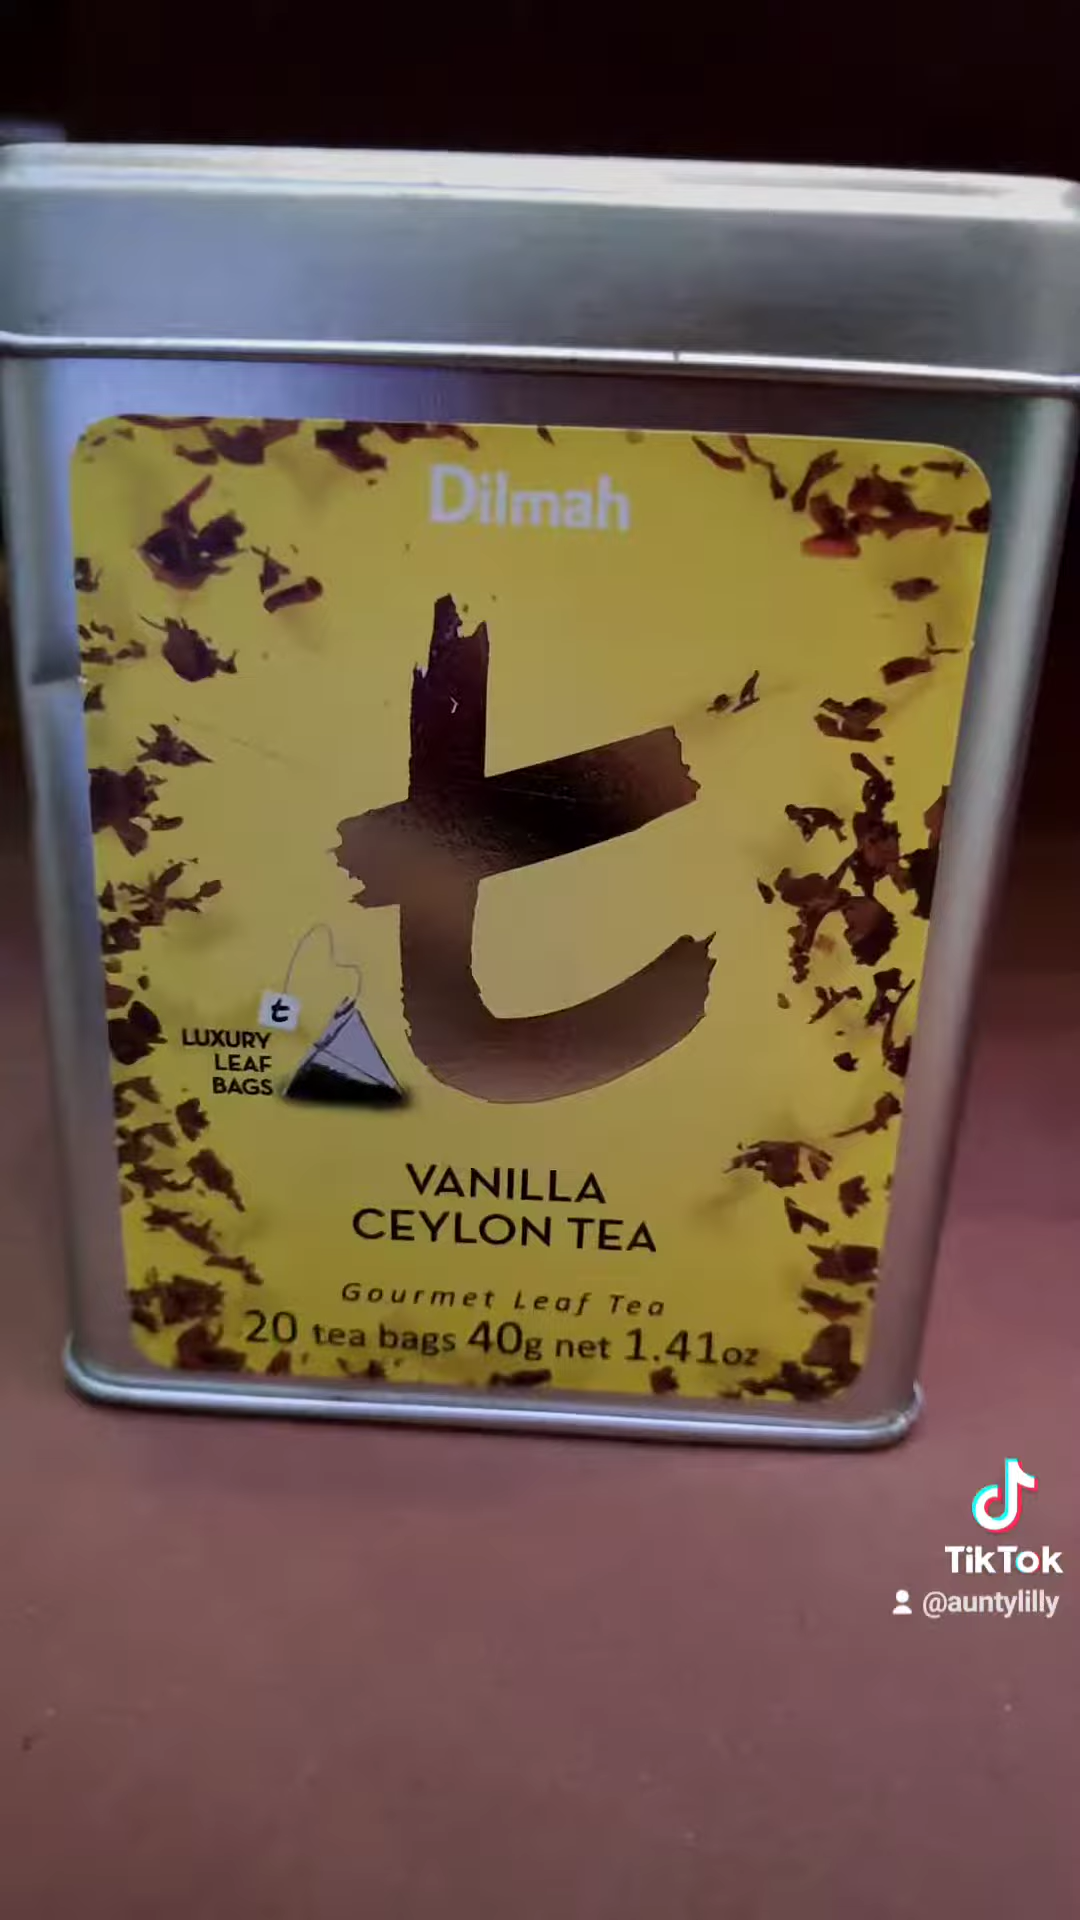 Dilmah
t
t
LUXURY
LEAF
BAGS
VANILLA
CEYLON TEA
Gourmet Leaf Tea
20 tea bags 40g net 1.41oz
TikTok
@auntylilly